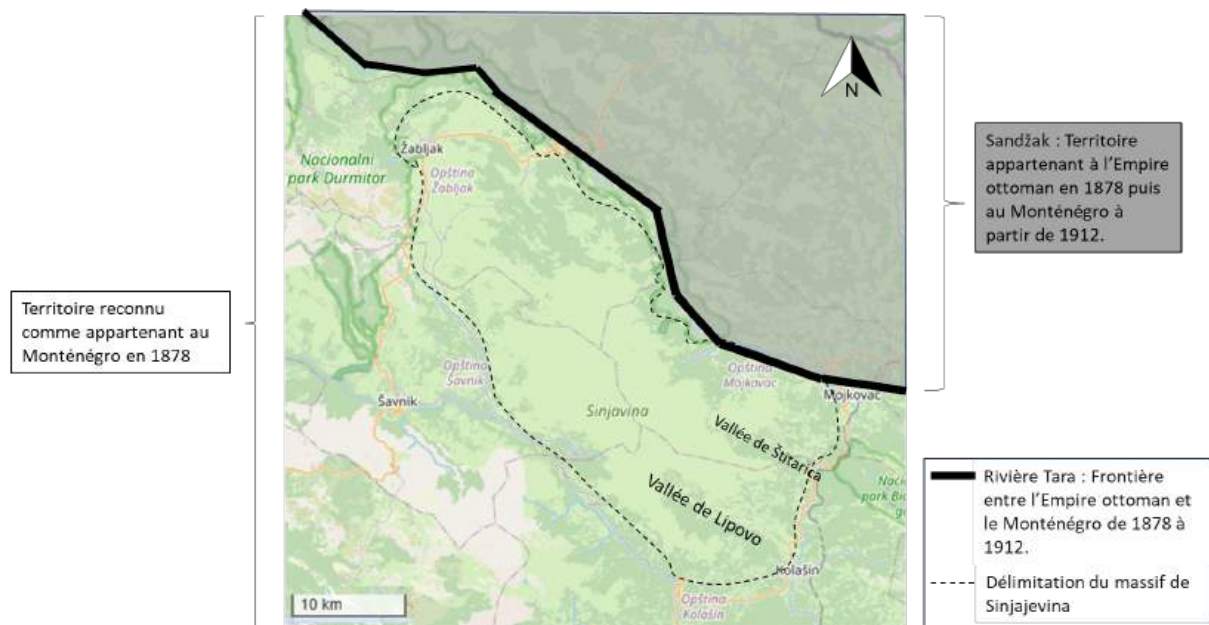 Territoire reconnu
comme appartenant au
Monténégro en 1878
N
Žabljak
Nacionalni
park Durmitor
Opština
Žabljak
Opština
Šavnik
Šavnik
Sinjavina
Opština
Mojkovac
Mojkovac
Vallée de Štitarica
Vallée de Lipovo
Kolašin
Opština
Kolašin
10 km
Sandžak : Territoire
appartenant à l'Empire
ottoman en 1878 puis
au Monténégro à
partir de 1912.
Rivière Tara : Frontière
entre l'Empire ottoman et
le Monténégro de 1878 à
1912.
Délimitation du massif de
Sinjajevina